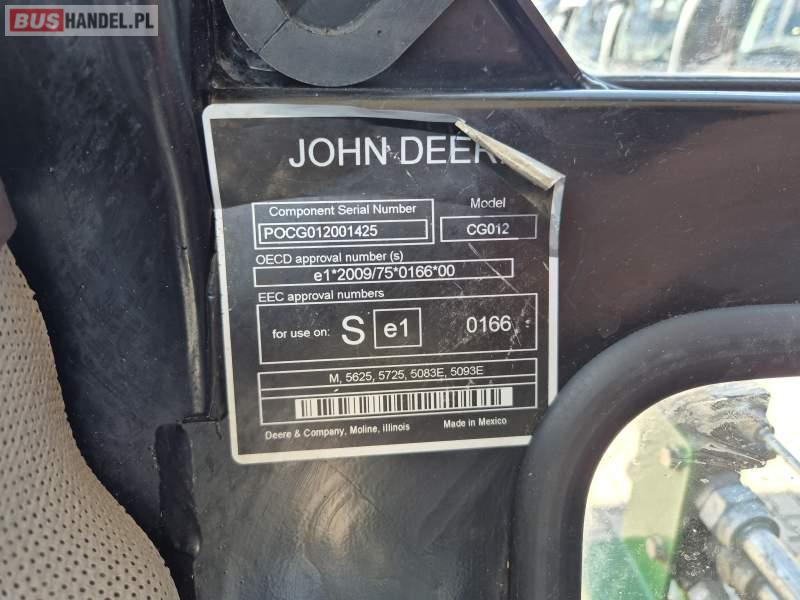 BUSHANDEL.PL
JOHN DEER
Component Serial Number
Model
POCG012001425
CG012
OECD approval number (s)
e1*2009/75*0166*00
EEC approval numbers
for use on: S e1 0166
M, 5625, 5725, 5083E, 5093E
Deere & Company, Moline, illinois
Made in Mexico